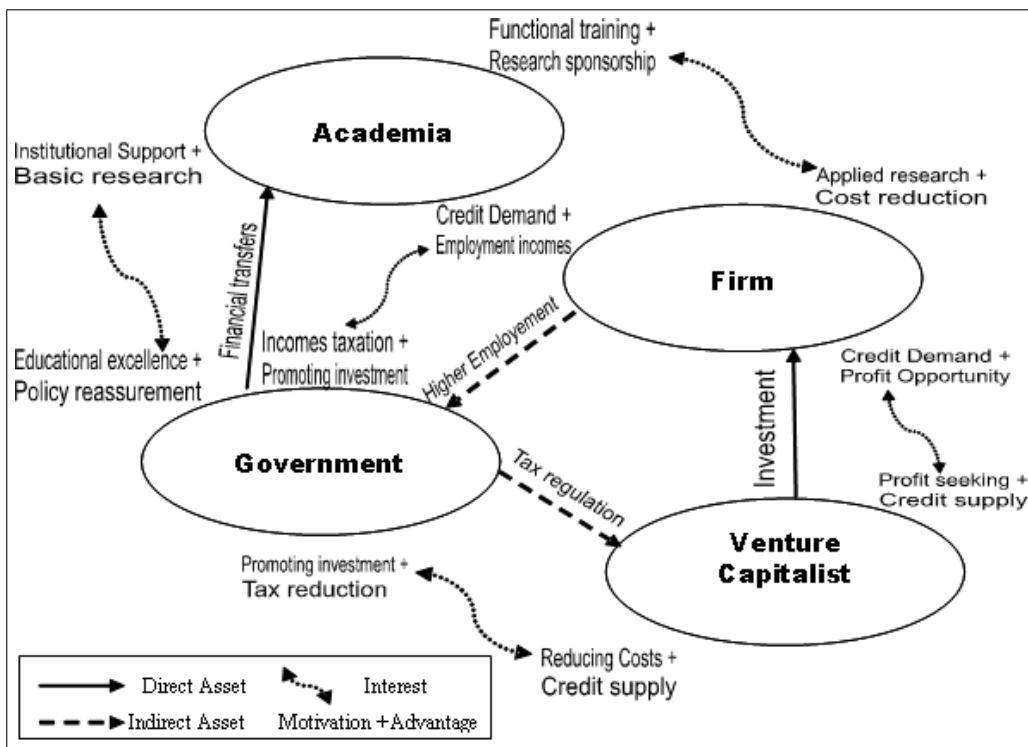 Functional training +
Research sponsorship
Academia
Institutional Support +
Basic research
Applied research +
Cost reduction
Credit Demand +
Employment incomes
Financial transfers
Firm
Incomes taxation +
Promoting investment
Higher Employement
Educational excellence +
Policy reassurement
Credit Demand +
Profit Opportunity
Investment
Government
Tax regulation
Profit seeking +
Credit supply
Venture
Capitalist
Promoting investment +
Tax reduction
Reducing Costs +
Credit supply
Direct Asset
Interest
Indirect Asset
Motivation +Advantage